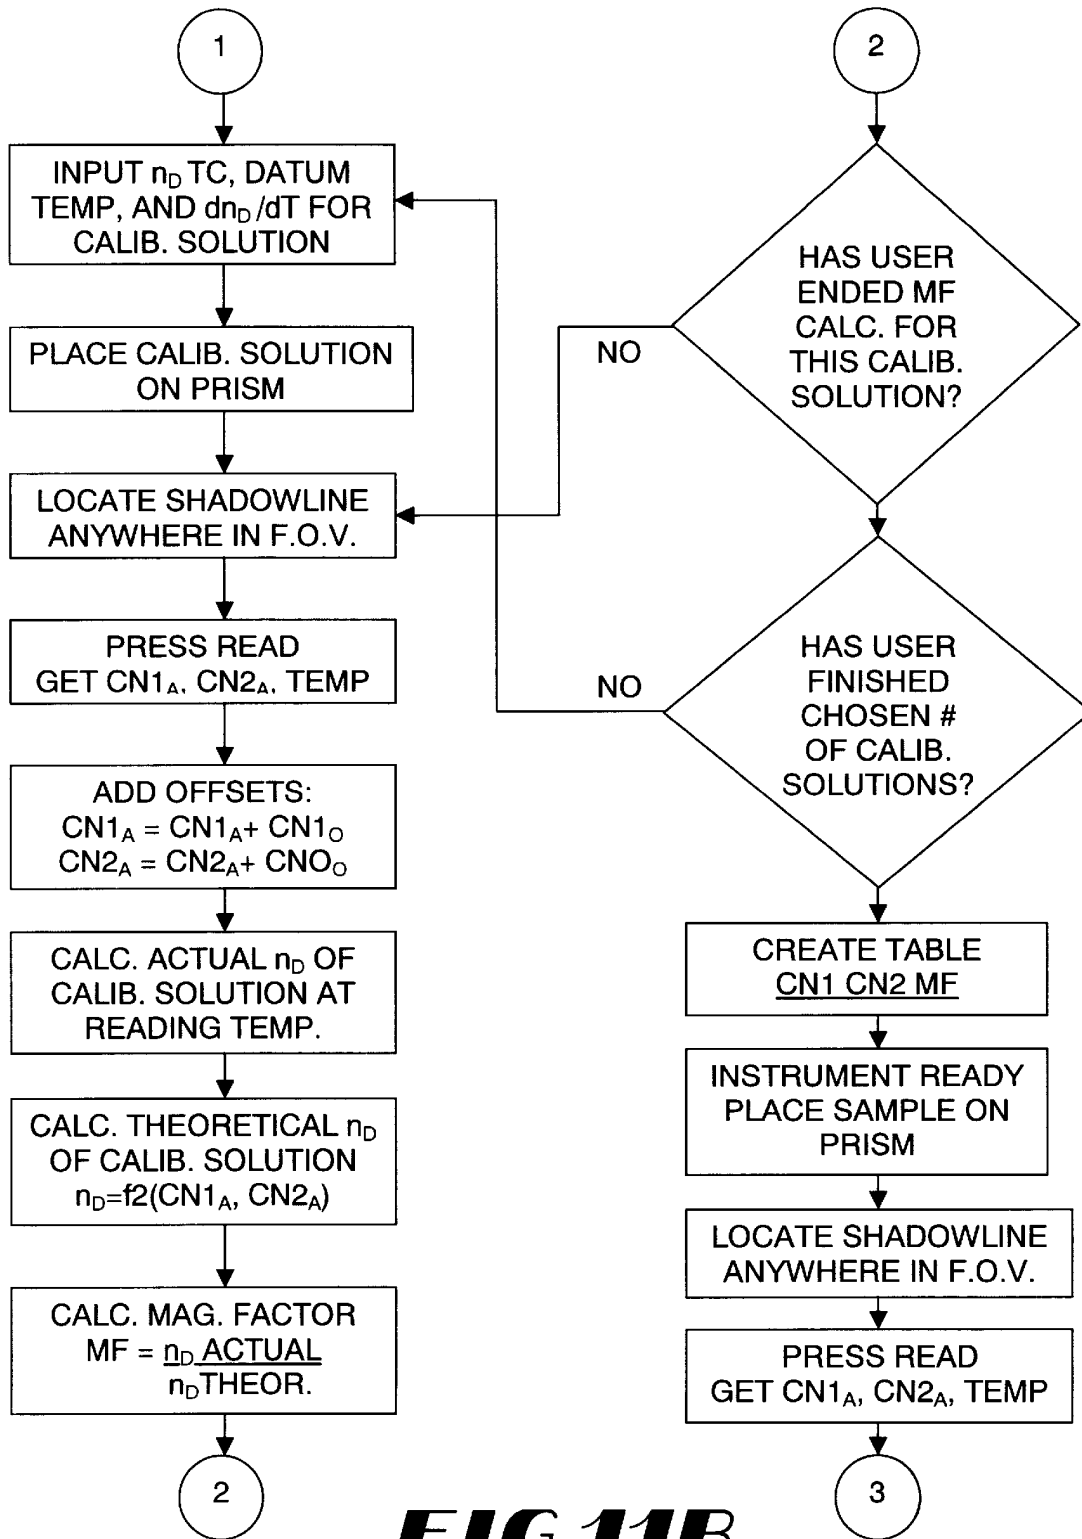 1
INPUT n_D TC, DATUM
TEMP, AND dn_D/dT FOR
CALIB. SOLUTION
PLACE CALIB. SOLUTION
ON PRISM
LOCATE SHADOWLINE
ANYWHERE IN F.O.V.
PRESS READ
GET CN1_A, CN2_A, TEMP
ADD OFFSETS:
CN1_A = CN1_A + CN1_O
CN2_A = CN2_A + CNO_O
CALC. ACTUAL n_D OF
CALIB. SOLUTION AT
READING TEMP.
CALC. THEORETICAL n_D
OF CALIB. SOLUTION
n_D=f2(CN1_A, CN2_A)
CALC. MAG. FACTOR
MF = n_D ACTUAL
n_D THEOR.
2
2
HAS USER
ENDED MF
CALC. FOR
THIS CALIB.
SOLUTION?
NO
HAS USER
FINISHED
CHOSEN #
OF CALIB.
SOLUTIONS?
NO
CREATE TABLE
CN1 CN2 MF
INSTRUMENT READY
PLACE SAMPLE ON
PRISM
LOCATE SHADOWLINE
ANYWHERE IN F.O.V.
PRESS READ
GET CN1_A, CN2_A, TEMP
3
FIG 11B